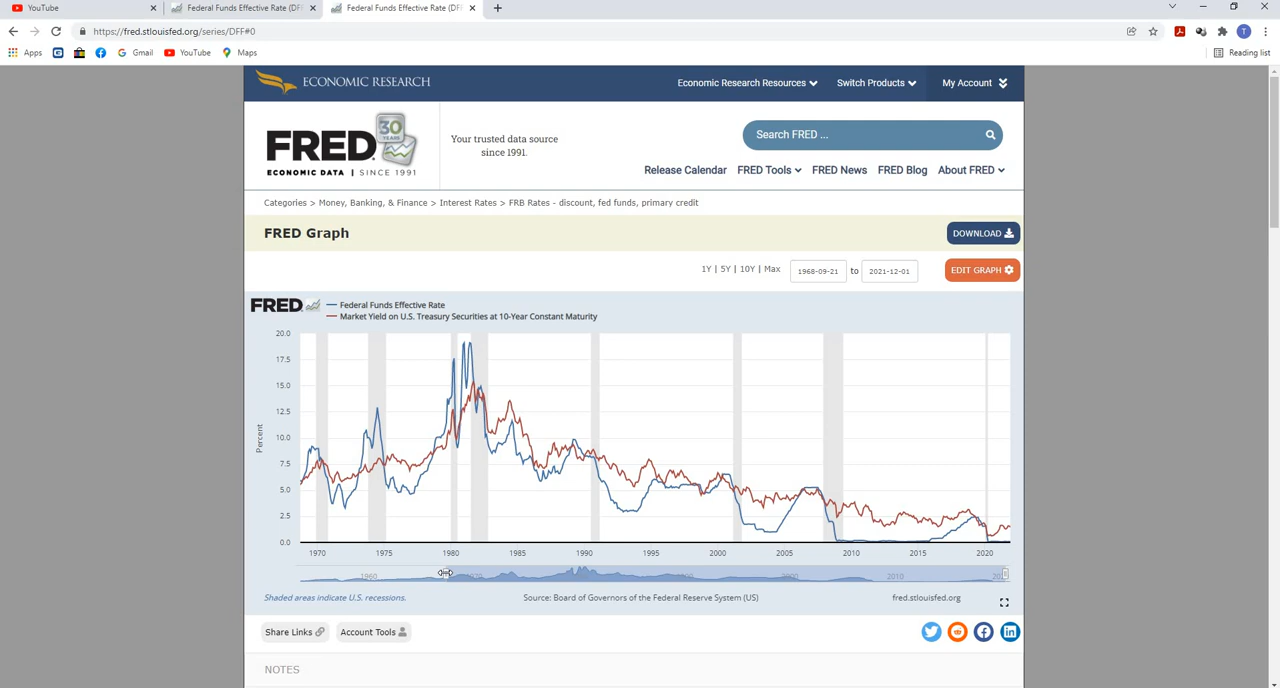 YouTube
Federal Funds Effective Rate (DFF
Federal Funds Effective Rate (DFF
https://fred.stlouisfed.org/series/DFF#0
T
Apps
Gmail
YouTube
Maps
Reading list
ECONOMIC RESEARCH
Economic Research Resources
Switch Products
My Account
FRED
30
YEARS
ECONOMIC DATA | SINCE 1991
Your trusted data source
since 1991.
Search FRED ...
Release Calendar
FRED Tools
FRED News
FRED Blog
About FRED
Categories > Money, Banking, & Finance > Interest Rates > FRB Rates - discount, fed funds, primary credit
FRED Graph
DOWNLOAD
1Y | 5Y | 10Y | Max
1968-09-21
to
2021-12-01
EDIT GRAPH
FRED
Federal Funds Effective Rate
Market Yield on U.S. Treasury Securities at 10-Year Constant Maturity
Percent
20.0
17.5
15.0
12.5
10.0
7.5
5.0
2.5
0.0
1970
1975
1980
1985
1990
1995
2000
2005
2010
2015
2020
1960
2000
2010
Shaded areas indicate U.S. recessions.
Source: Board of Governors of the Federal Reserve System (US)
fred.stlouisfed.org
Share Links
Account Tools
NOTES